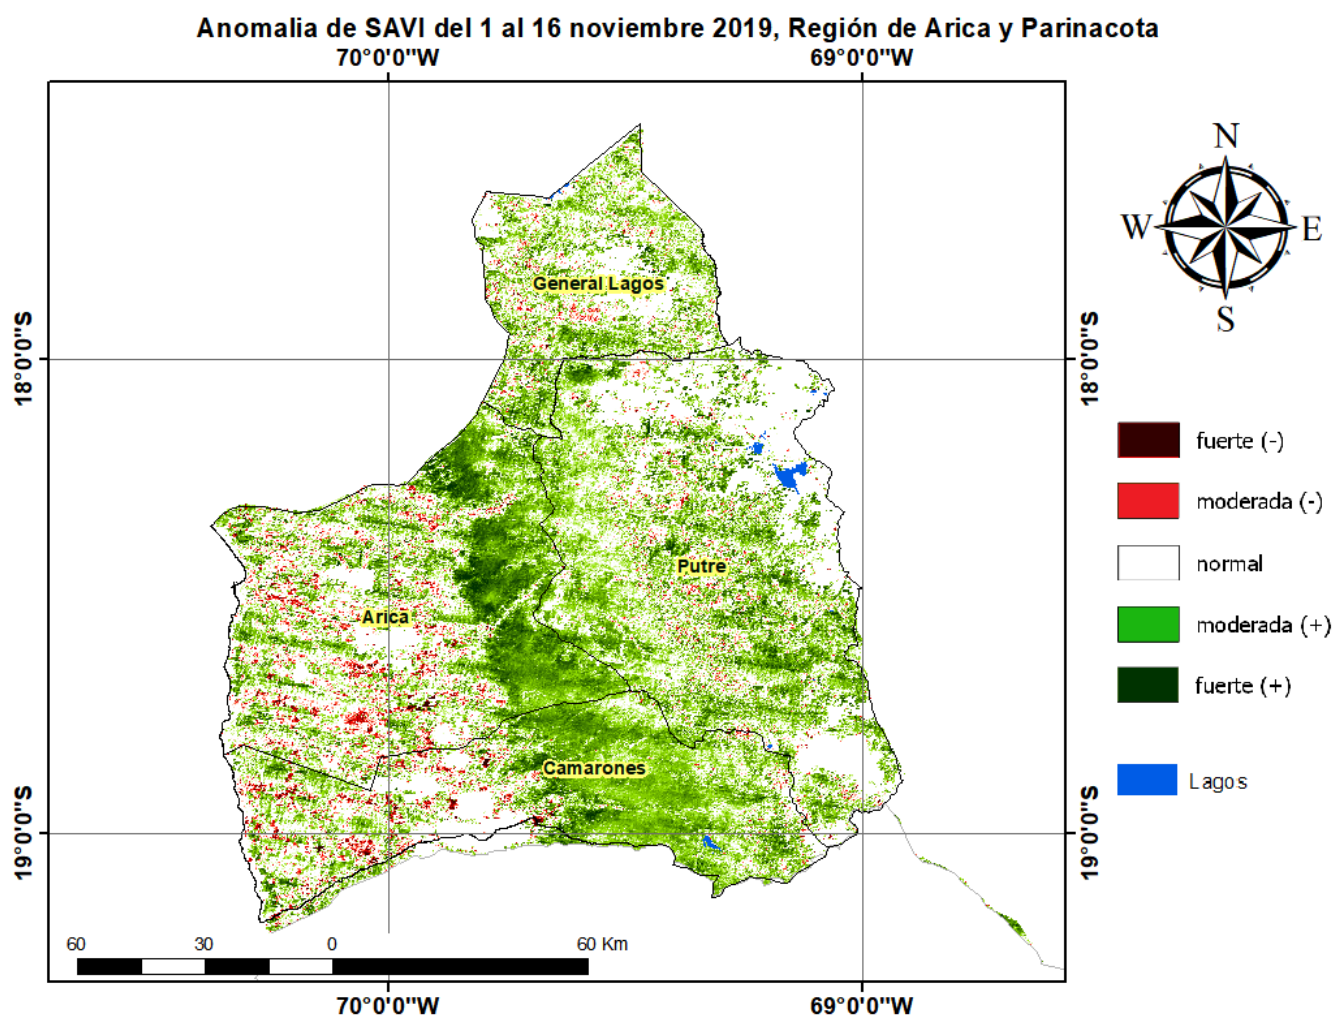 Anomalia de SAVI del 1 al 16 noviembre 2019, Región de Arica y Parinacota
70°0'0"W 69°0'0"W
N
W E
S
General Lagos
18°0'0"S 18°0'0"S
fuerte (-)
moderada (-)
normal
Putre
Arica
moderada (+)
fuerte (+)
Camarones
Lagos
19°0'0"S 19°0'0"S
60 30 0 60 Km
70°0'0"W 69°0'0"W